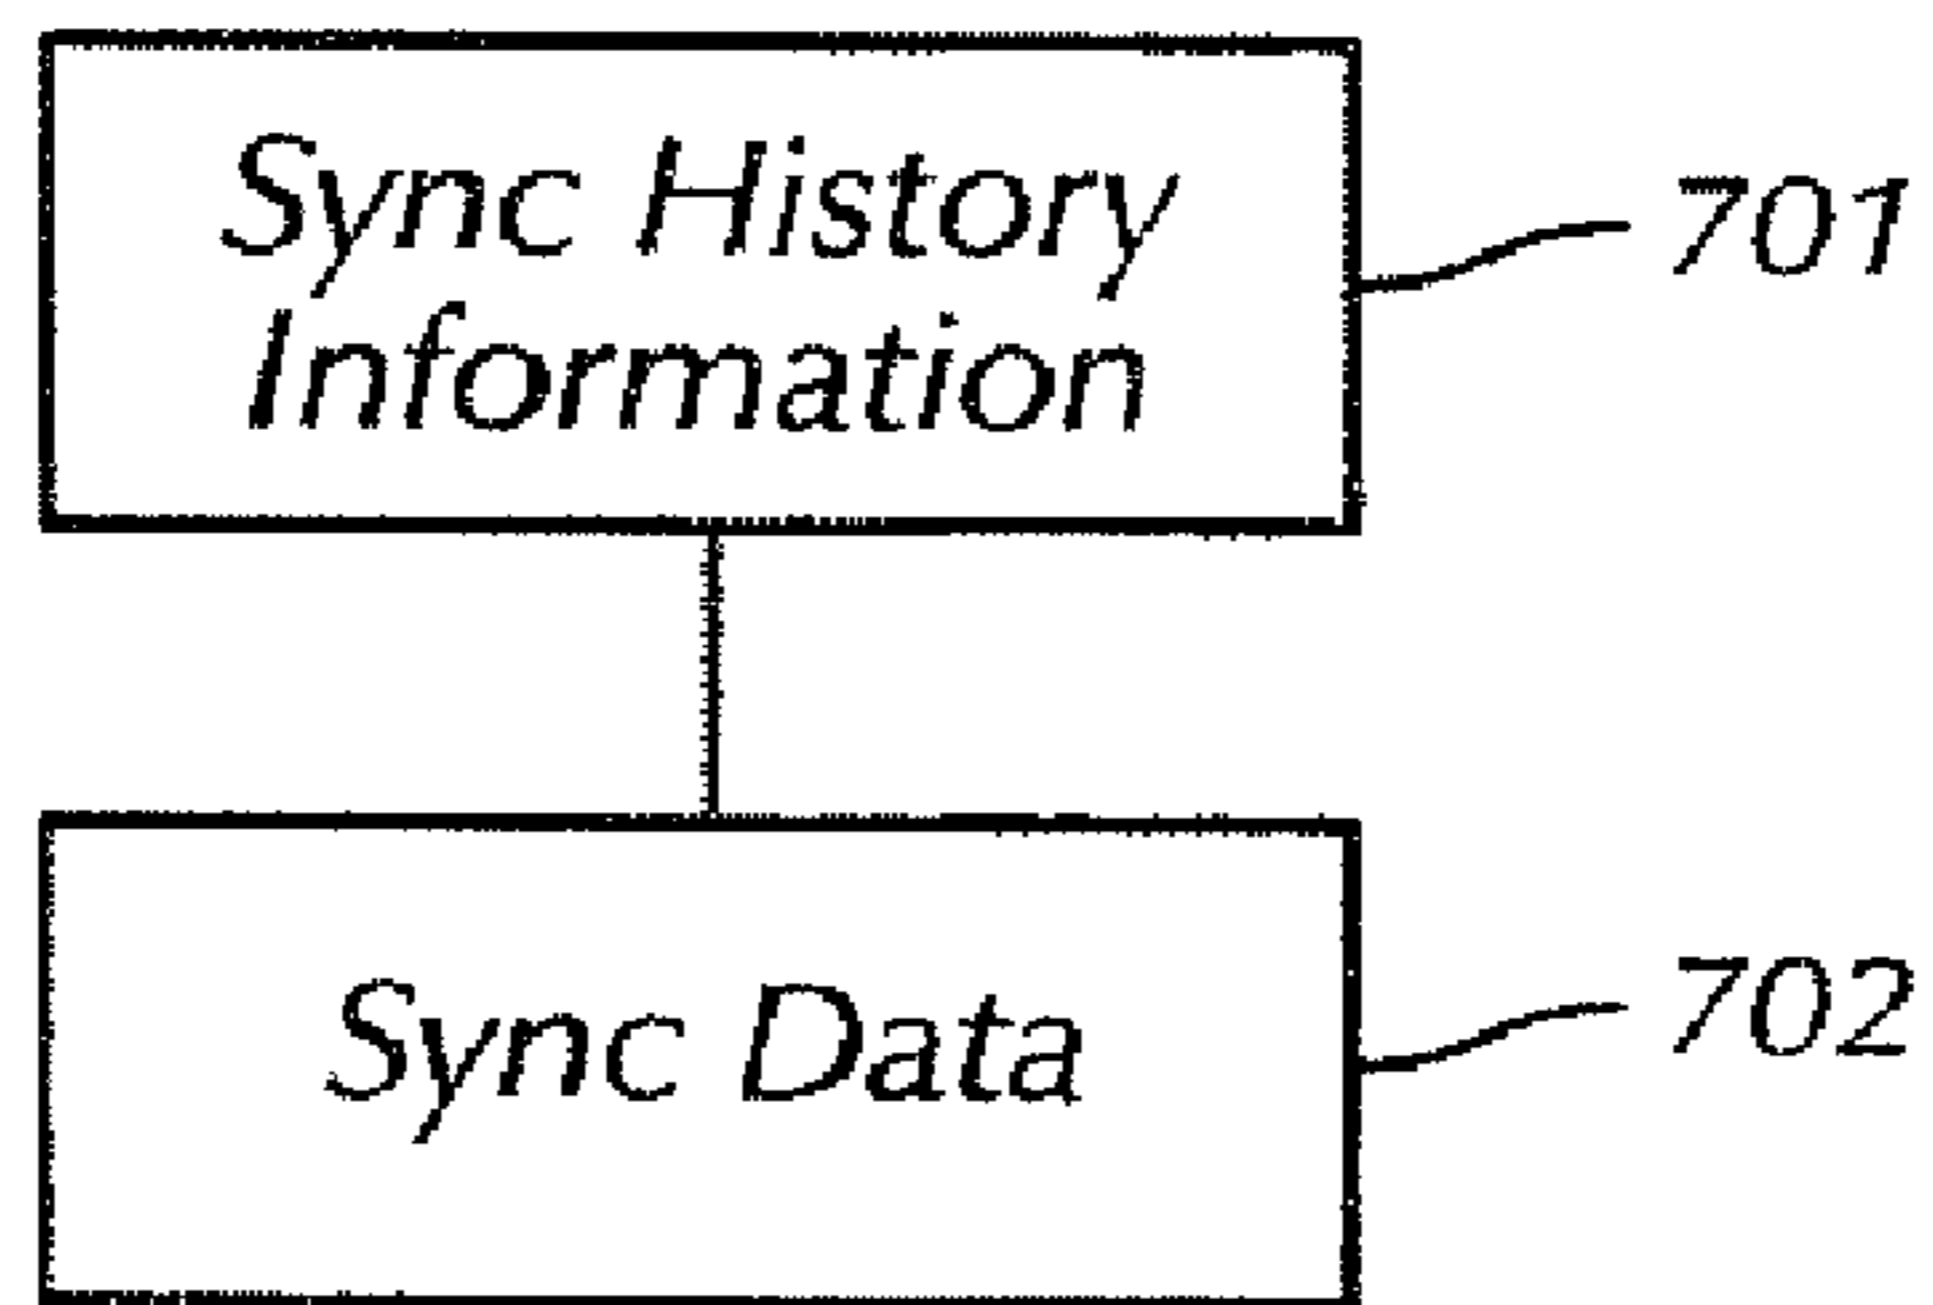 Sync History
Information
701
Sync Data
702